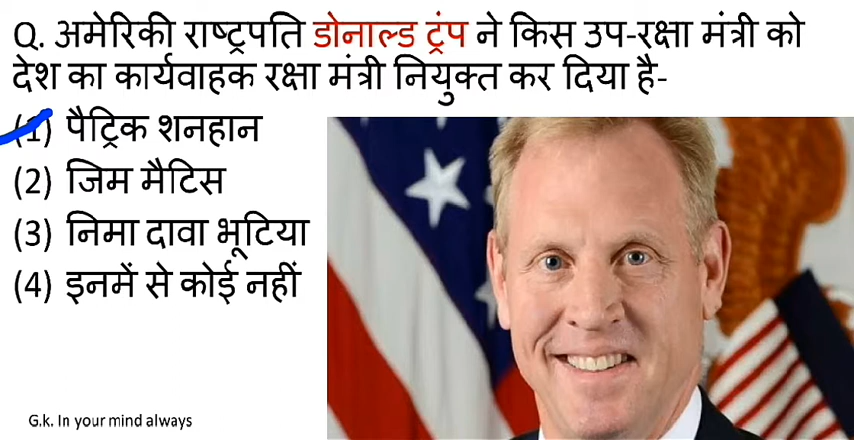 Q. अमेरिकी राष्ट्रपति डोनाल्ड ट्रंप ने किस उप-रक्षा मंत्री को
देश का कार्यवाहक रक्षा मंत्री नियुक्त कर दिया है-
(1) पैट्रिक शनहान
(2) जिम मैटिस
(3) निमा दावा भूटिया
(4) इनमें से कोई नहीं
G.k. In your mind always